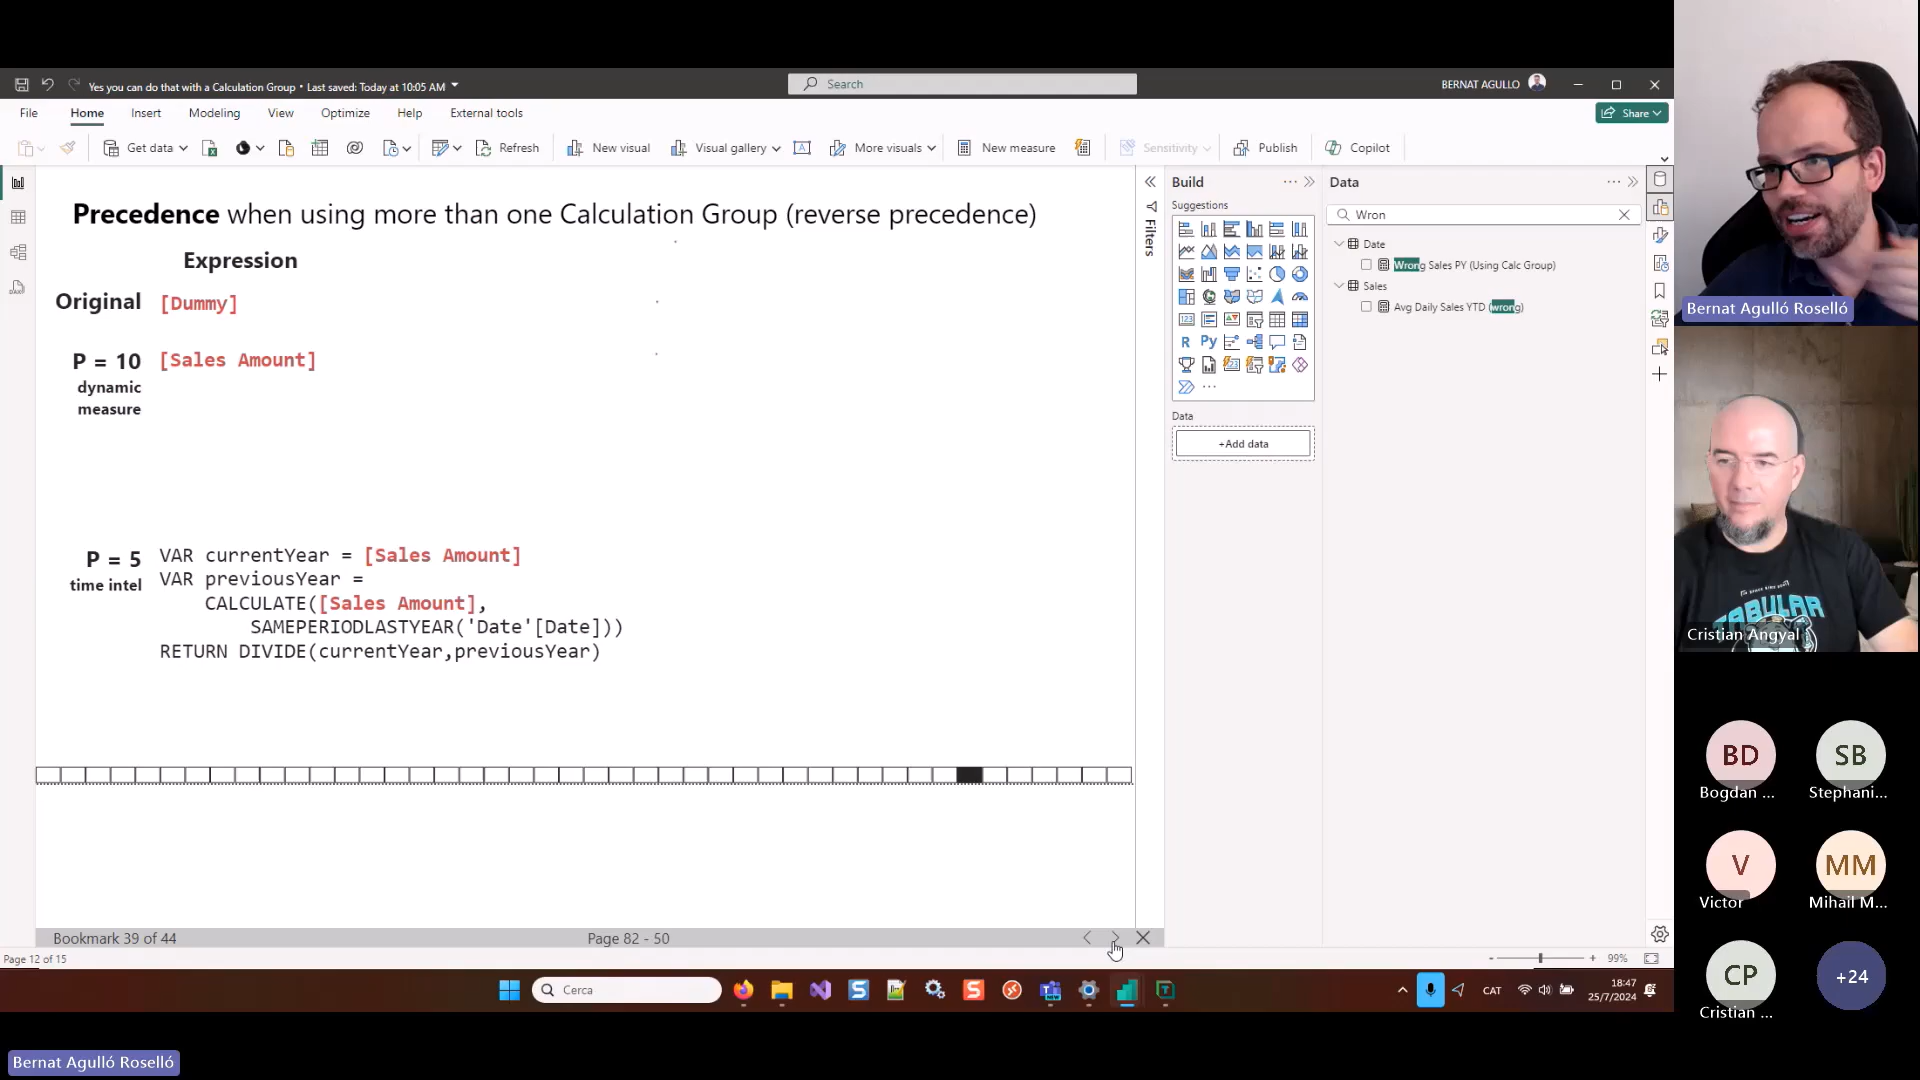 Yes you can do that with a Calculation Group • Last saved: Today at 10:05 AM
Search
BERNAT AGULLO
File Home Insert Modeling View Optimize Help External tools
Share
Get data
Refresh
New visual
Visual gallery
More visuals
New measure
Sensitivity
Publish
Copilot
Precedence when using more than one Calculation Group (reverse precedence)
Expression
Original [Dummy]
P = 10 [Sales Amount]
dynamic
measure
P = 5 VAR currentYear = [Sales Amount]
time intel VAR previousYear =
CALCULATE([Sales Amount],
SAMEPERIODLASTYEAR('Date'[Date]))
RETURN DIVIDE(currentYear,previousYear)
Filters
Build
Suggestions
R Py
123
Data
+Add data
Data
Wron
Date
Wrong Sales PY (Using Calc Group)
Sales
Avg Daily Sales YTD (wrong)
Bookmark 39 of 44
Page 82 - 50
Page 12 of 15
- + 99%
Cerca
CAT
18:47
25/7/2024
Bernat Agulló Roselló
TABULAR
Cristian Angyal
BD
Bogdan ...
SB
Stephani...
V
Victor
MM
Mihail M...
CP
Cristian ...
+24
Bernat Agulló Roselló